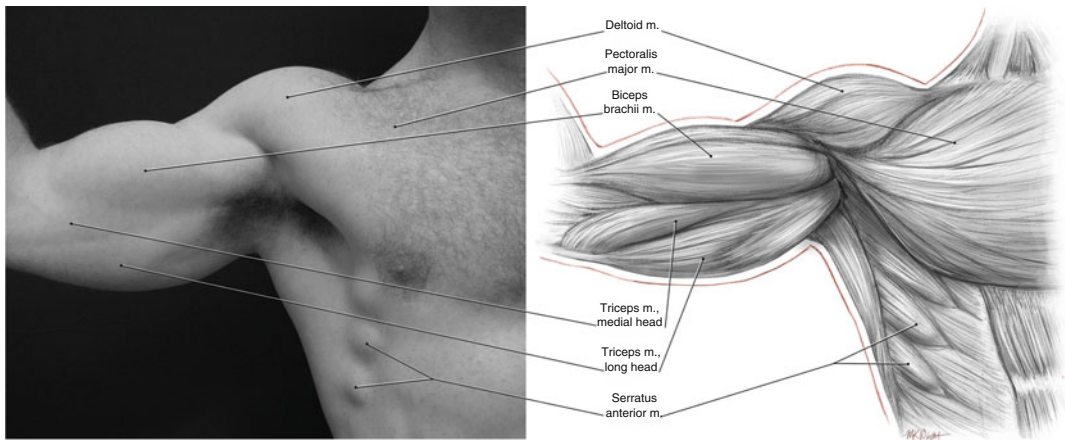 Deltoid m.
Pectoralis
major m.
Biceps
brachii m.
Triceps m.,
medial head
Triceps m.,
long head
Serratus
anterior m.